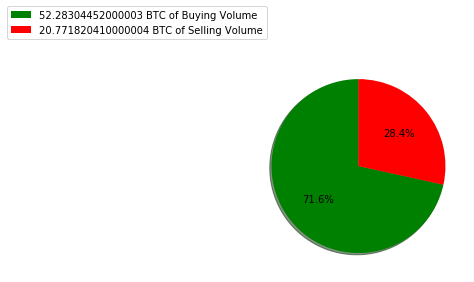 52.28304452000003 BTC of Buying Volume
20.771820410000004 BTC of Selling Volume
28.4%
71.6%